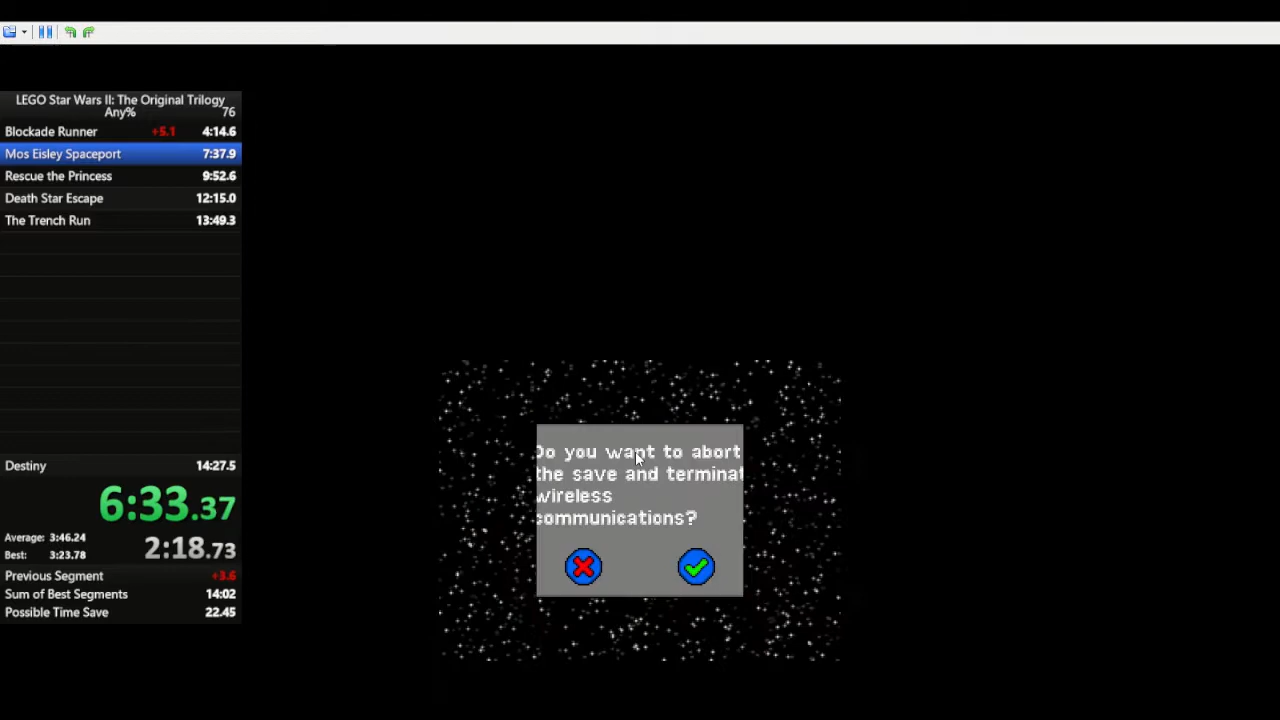 LEGO Star Wars II: The Original Trilogy
Any% 76
Blockade Runner +5.1 4:14.6
Mos Eisley Spaceport 7:37.9
Rescue the Princess 9:52.6
Death Star Escape 12:15.0
The Trench Run 13:49.3
Destiny 14:27.5
6:33.37
Average: 3:46.24
Best: 3:23.78
2:18.73
Previous Segment +3.6
Sum of Best Segments 14:02
Possible Time Save 22.45
Do you want to abort
the save and terminat
wireless
communications?